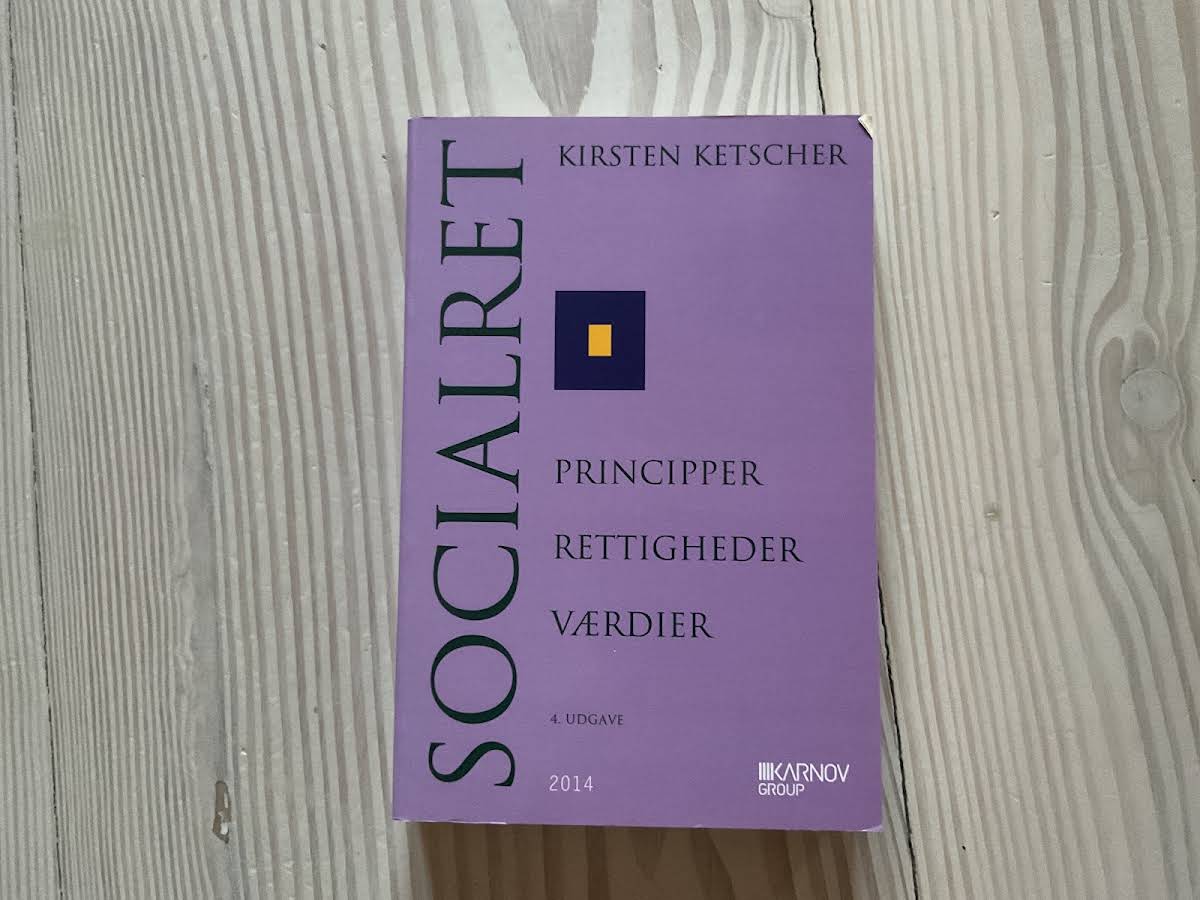 SOCIALRET
KIRSTEN KETSCHER
PRINCIPPER
RETTIGHEDER
VÆRDIER
4. UDGAVE
2014
KARNOV
GROUP